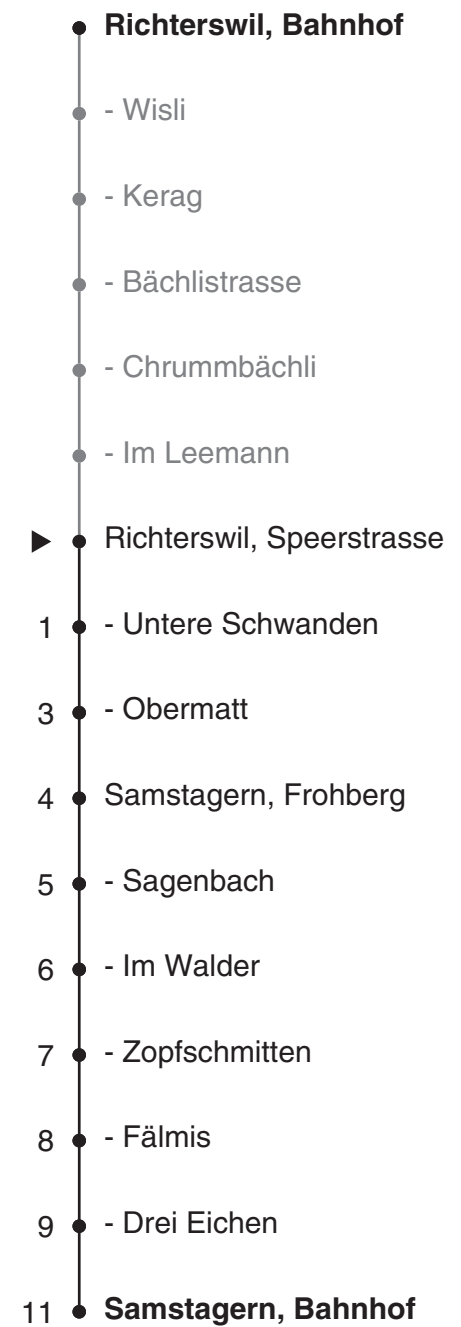 Richterswil, Bahnhof
- Wisli
- Kerag
- Bächlistrasse
- Chrummbächli
- Im Leemann
Richterswil, Speerstrasse
1 - Untere Schwanden
3 - Obermatt
4 Samstagern, Frohberg
5 - Sagenbach
6 - Im Walder
7 - Zopfschmitten
8 - Fälmis
9 - Drei Eichen
11 Samstagern, Bahnhof